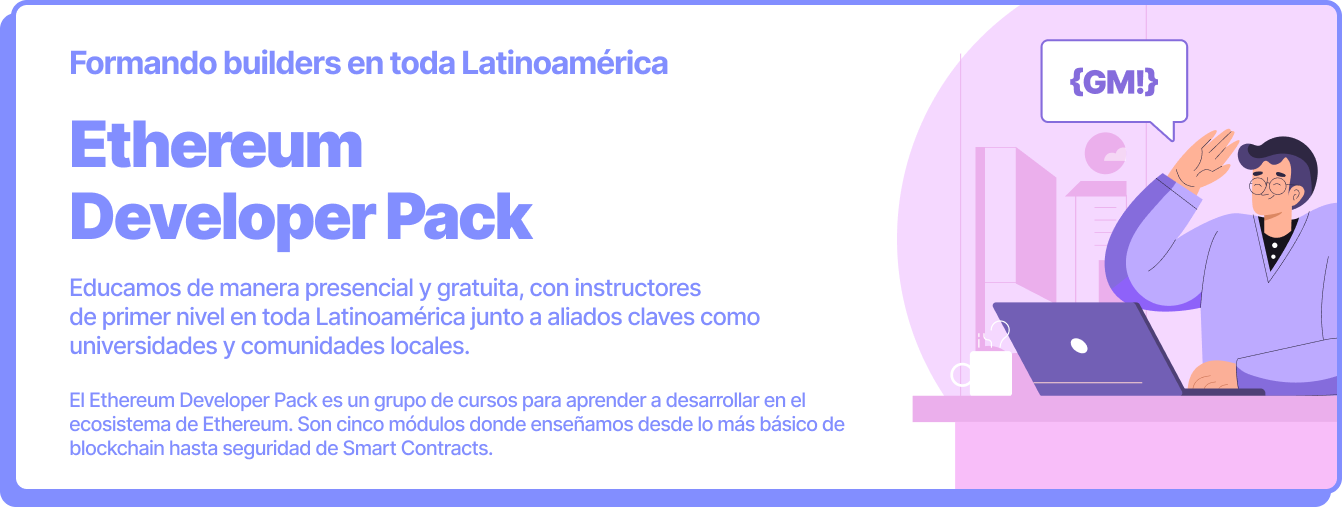 Formando builders en toda Latinoamérica
Ethereum
Developer Pack
Educamos de manera presencial y gratuita, con instructores
de primer nivel en toda Latinoamérica junto a aliados claves como
universidades y comunidades locales.
El Ethereum Developer Pack es un grupo de cursos para aprender a desarrollar en el
ecosistema de Ethereum. Son cinco módulos donde enseñamos desde lo más básico de
blockchain hasta seguridad de Smart Contracts.
{GM!}